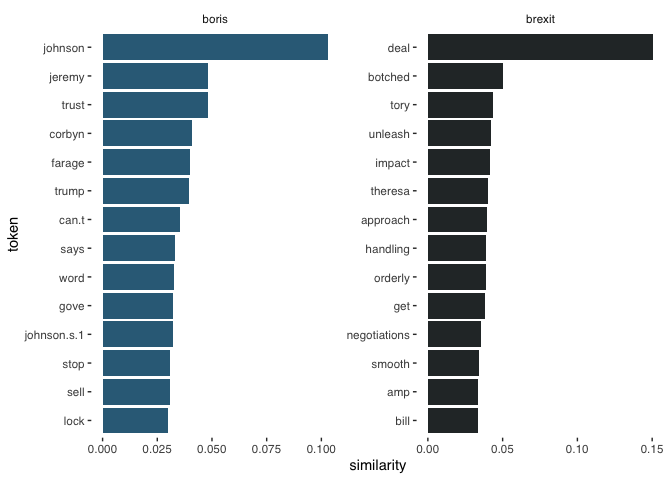 boris
brexit
token
johnson
jeremy
trust
corbyn
farage
trump
can.t
says
word
gove
johnson.s.1
stop
sell
lock
0.000 0.025 0.050 0.075 0.100
deal
botched
tory
unleash
impact
theresa
approach
handling
orderly
get
negotiations
smooth
amp
bill
0.00 0.05 0.10 0.15
similarity